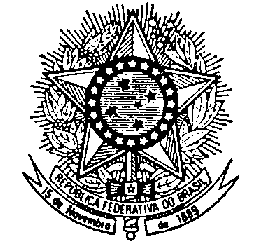 REPÚBLICA FEDERATIVA DO BRASIL
15 de Novembro de 1889